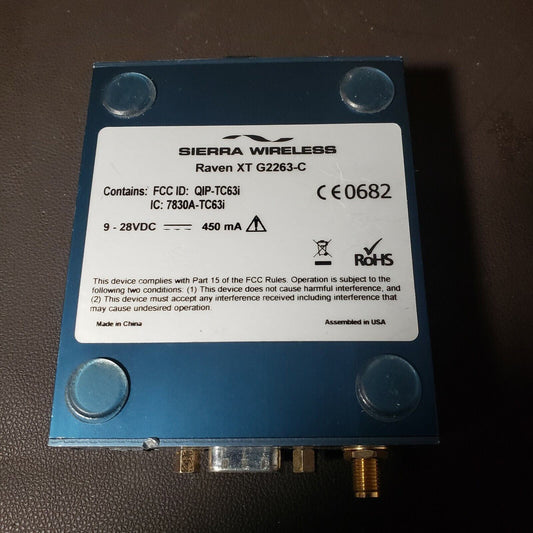 SIERRA WIRELESS
Raven XT G2263-C
Contains: FCC ID: QIP-TC63i
IC: 7830A-TC63i
CE0682
9 - 28VDC 450 mA
RoHS
This device complies with Part 15 of the FCC Rules. Operation is subject to the
following two conditions: (1) This device does not cause harmful interference, and
(2) This device must accept any interference received including interference that
may cause undesired operation.
Made in China Assembled in USA